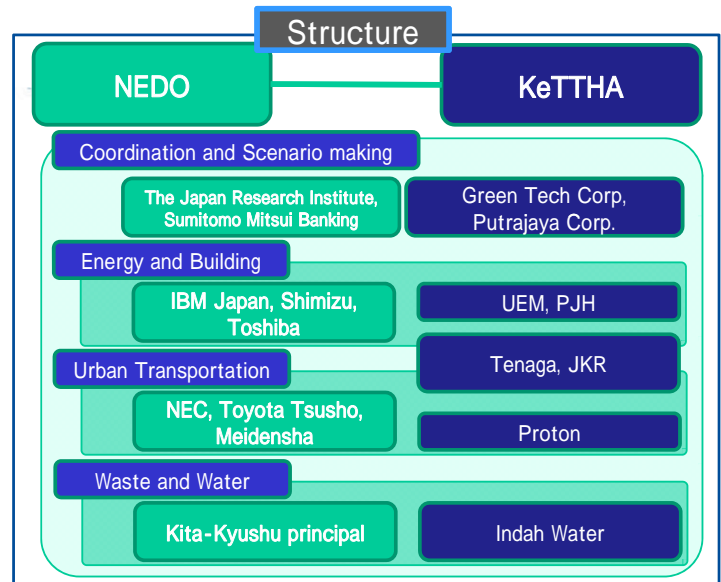 Structure
NEDO
KeTTHA
Coordination and Scenario making
The Japan Research Institute,
Sumitomo Mitsui Banking
Green Tech Corp,
Putrajaya Corp.
Energy and Building
IBM Japan, Shimizu,
Toshiba
UEM, PJH
Tenaga, JKR
Urban Transportation
NEC, Toyota Tsusho,
Meidensha
Proton
Waste and Water
Kita-Kyushu principal
Indah Water